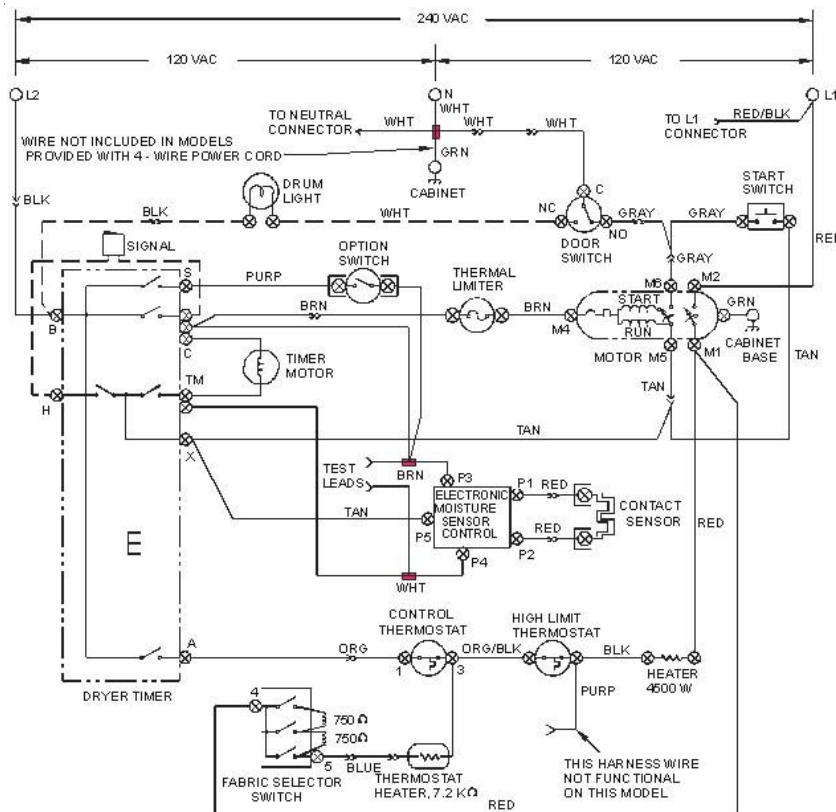 240 VAC
120 VAC
120 VAC
L2
N
L1
WHT
TO NEUTRAL
CONNECTOR
WHT
WHT
WHT
TO L1
CONNECTOR
RED/BLK
WIRE NOT INCLUDED IN MODELS
PROVIDED WITH 4 - WIRE POWER CORD
GRN
CABINET
DRUM
LIGHT
START
SWITCH
BLK
BLK
WHT
NC
C
NO
GRAY
GRAY
DOOR
SWITCH
GRAY
RED
SIGNAL
OPTION
SWITCH
S
PURP
THERMAL
LIMITER
M6
M2
START
GRN
B
BRN
BRN
M4
RUN
CABINET
BASE
C
MOTOR
M5
M1
TIMER
MOTOR
TM
TAN
TAN
H
TAN
X
BRN
TEST
LEADS
P3
P1
RED
ELECTRONIC
MOISTURE
SENSOR
CONTROL
CONTACT
SENSOR
TAN
P5
RED
P2
RED
E
P4
WHT
CONTROL
THERMOSTAT
HIGH LIMIT
THERMOSTAT
A
ORG
ORG/BLK
BLK
1
3
HEATER
4500 W
PURP
DRYER TIMER
4
750 Ω
750 Ω
5
BLUE
FABRIC SELECTOR
SWITCH
THERMOSTAT
HEATER, 7.2 K Ω
THIS HARNESS WIRE
NOT FUNCTIONAL
ON THIS MODEL
RED